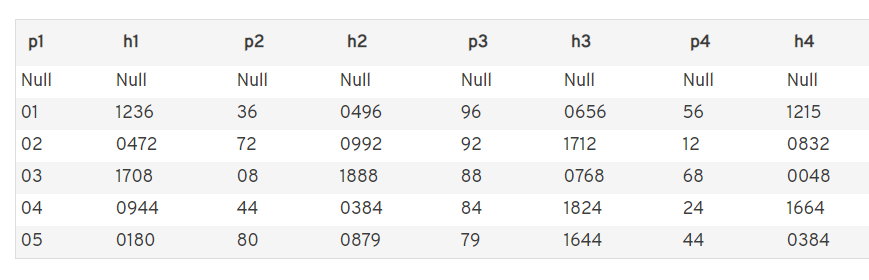 p1 h1 p2 h2 p3 h3 p4 h4
Null Null Null Null Null Null Null Null
01 1236 36 0496 96 0656 56 1215
02 0472 72 0992 92 1712 12 0832
03 1708 08 1888 88 0768 68 0048
04 0944 44 0384 84 1824 24 1664
05 0180 80 0879 79 1644 44 0384